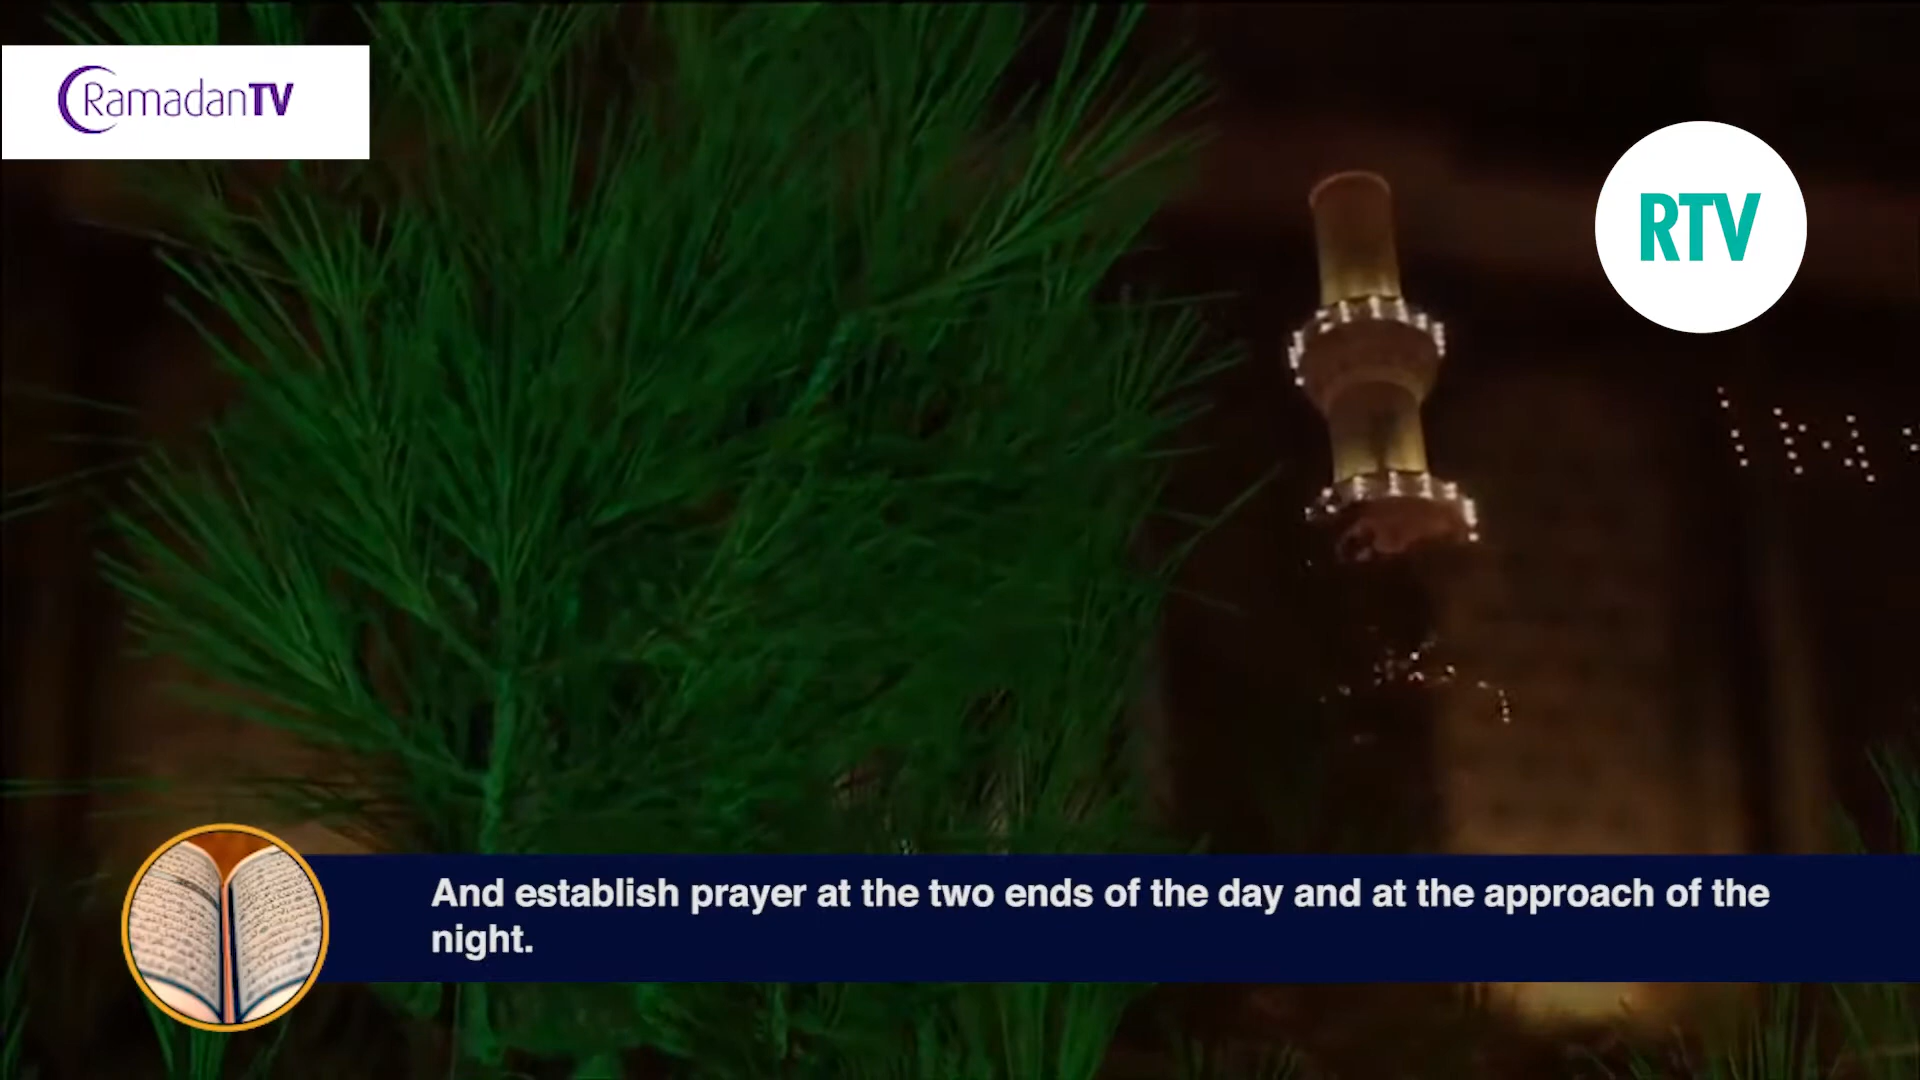 RamadanTV
RTV
And establish prayer at the two ends of the day and at the approach of the
night.